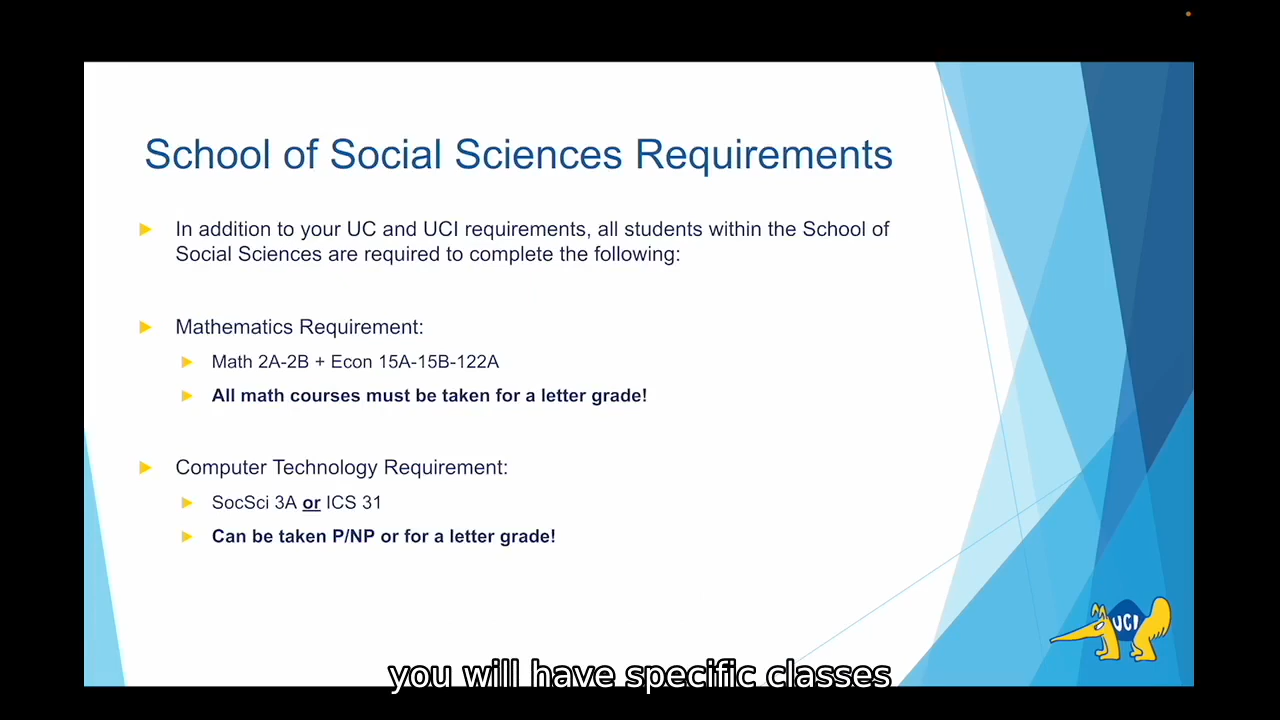 School of Social Sciences Requirements
In addition to your UC and UCI requirements, all students within the School of
Social Sciences are required to complete the following:
Mathematics Requirement:
Math 2A-2B + Econ 15A-15B-122A
All math courses must be taken for a letter grade!
Computer Technology Requirement:
SocSci 3A or ICS 31
Can be taken P/NP or for a letter grade!
UCI
you will have specific classes